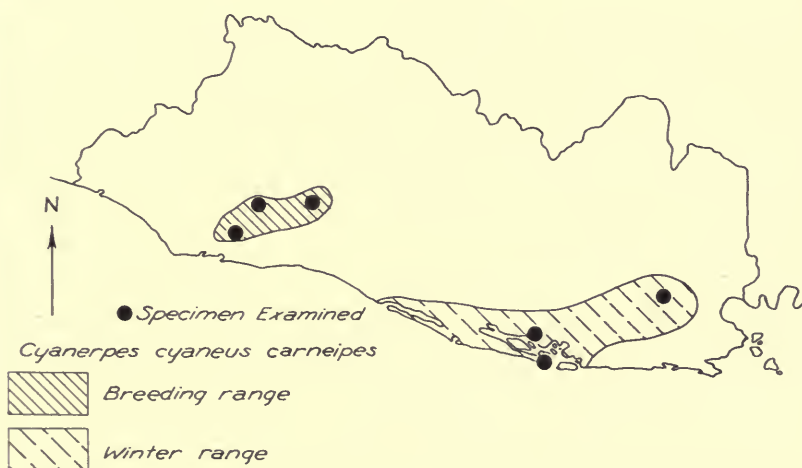 N
Specimen Examined
Cyanerpes cyaneus carneipes
Breeding range
Winter range